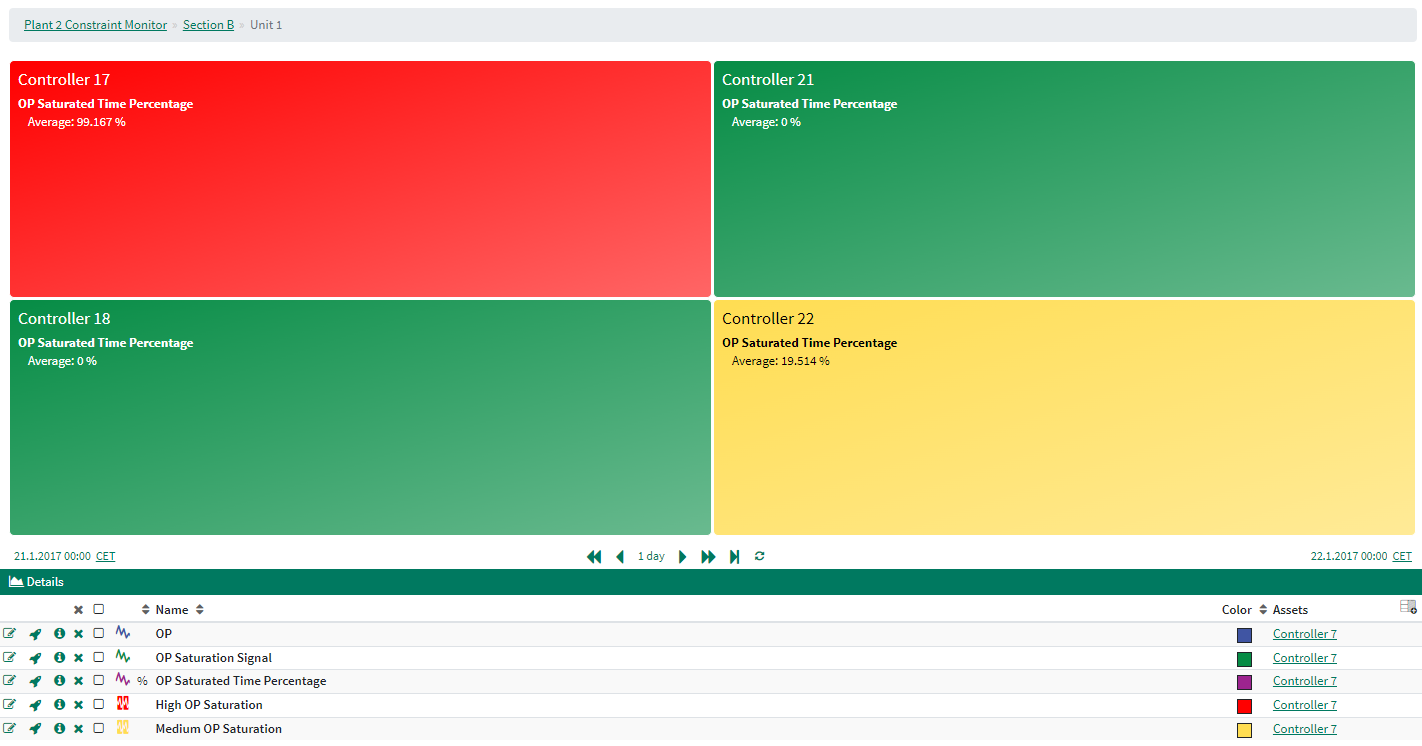 Plant 2 Constraint Monitor » Section B » Unit 1
Controller 17
OP Saturated Time Percentage
Average: 99.167 %
Controller 21
OP Saturated Time Percentage
Average: 0 %
Controller 18
OP Saturated Time Percentage
Average: 0 %
Controller 22
OP Saturated Time Percentage
Average: 19.514 %
21.1.2017 00:00 CET 1 day 22.1.2017 00:00 CET
Details
Name Color Assets
OP Controller 7
OP Saturation Signal Controller 7
% OP Saturated Time Percentage Controller 7
High OP Saturation Controller 7
Medium OP Saturation Controller 7